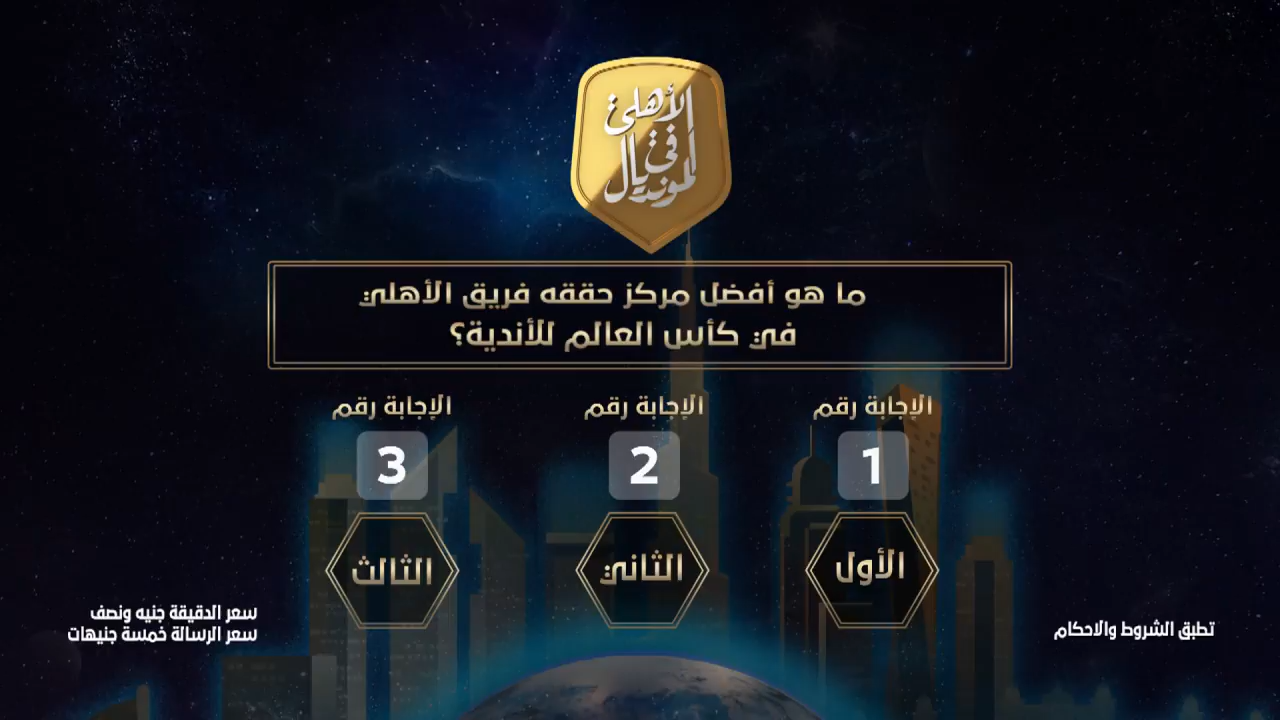 الأهلي
في
المونديال
ما هو أفضل مركز حققه فريق الأهلي
في كأس العالم للأندية؟
الإجابة رقم
1
الأول
الإجابة رقم
2
الثاني
الإجابة رقم
3
الثالث
تطبق الشروط والاحكام
سعر الدقيقة جنيه ونصف
سعر الرسالة خمسة جنيهات